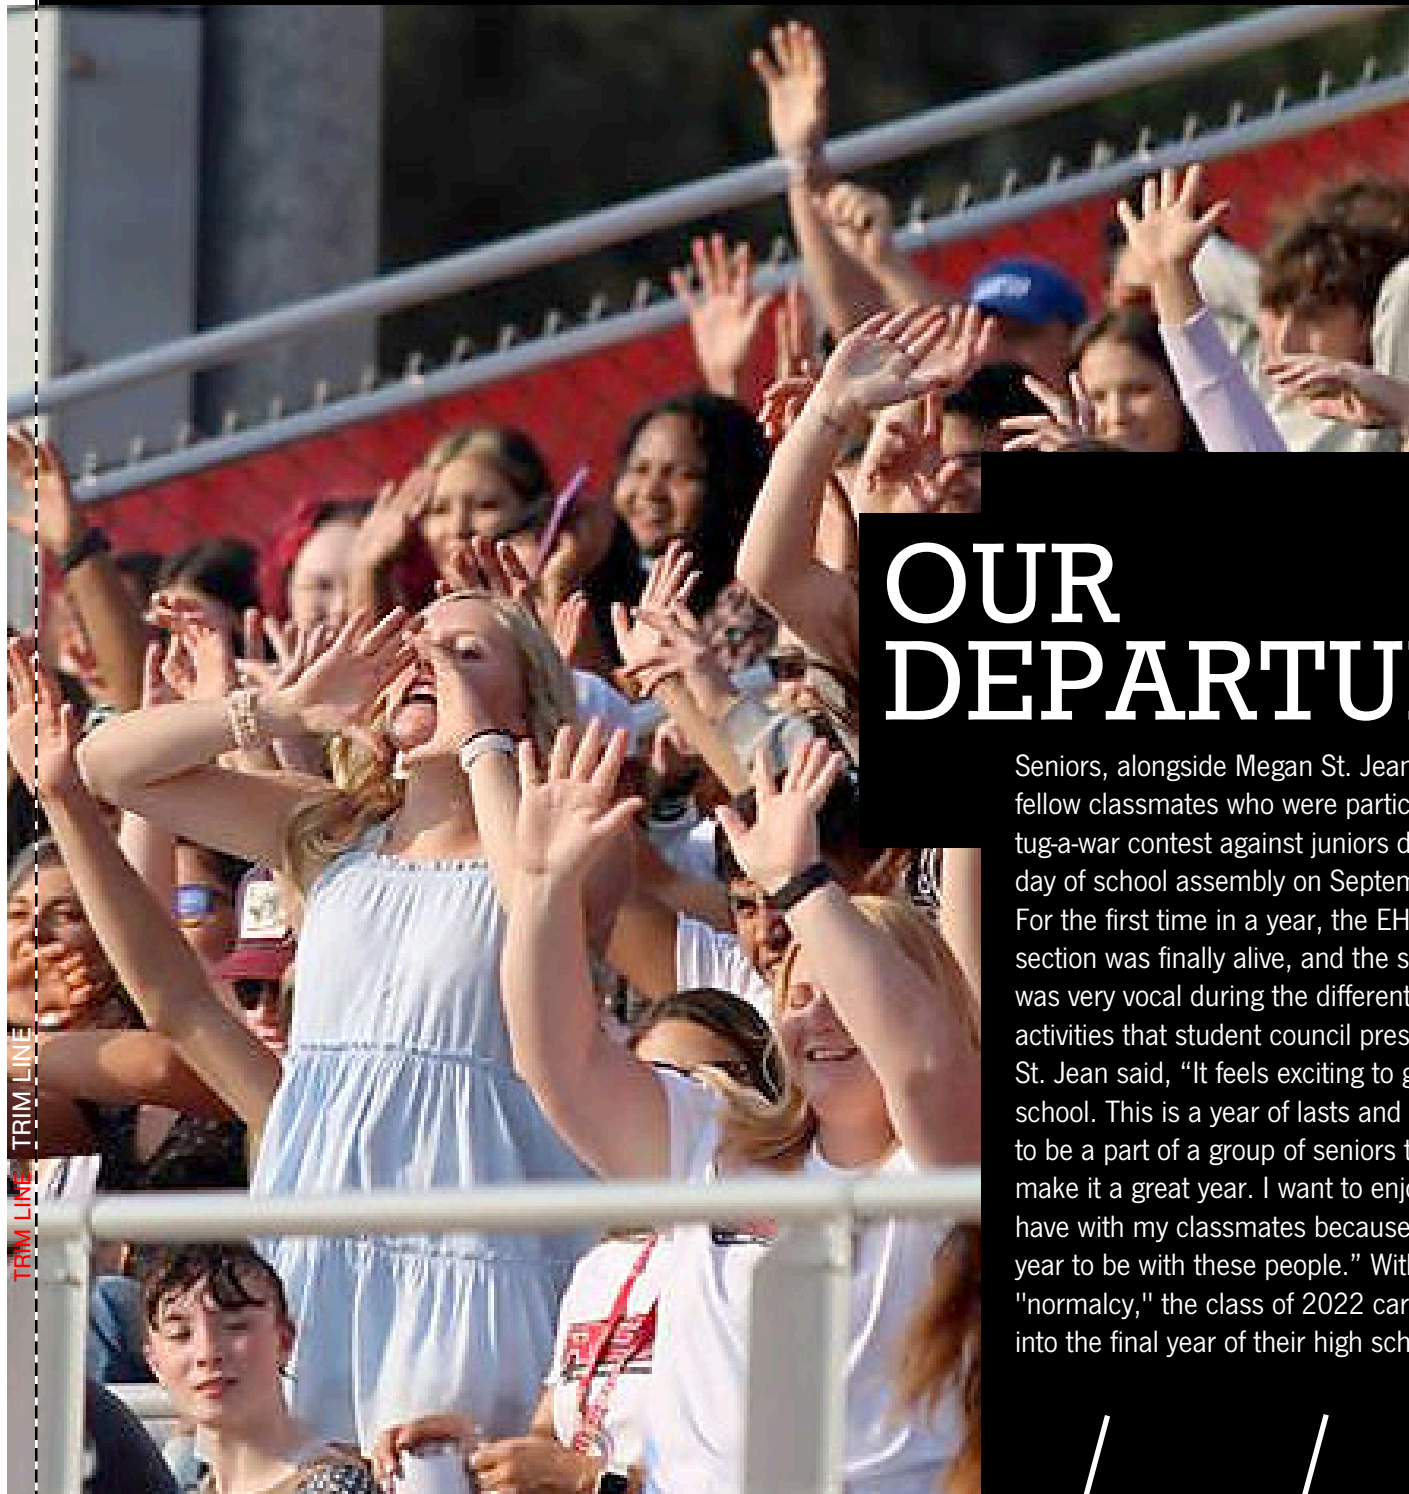 OUR
DEPARTU
Seniors, alongside Megan St. Jean
fellow classmates who were partic
tug-a-war contest against juniors d
day of school assembly on Septem
For the first time in a year, the EH
section was finally alive, and the s
was very vocal during the different
activities that student council pres
St. Jean said, “It feels exciting to g
school. This is a year of lasts and
to be a part of a group of seniors t
make it a great year. I want to enjo
have with my classmates because
year to be with these people.” With
"normalcy," the class of 2022 car
into the final year of their high sch
TRIM LINE
TRIM LINE